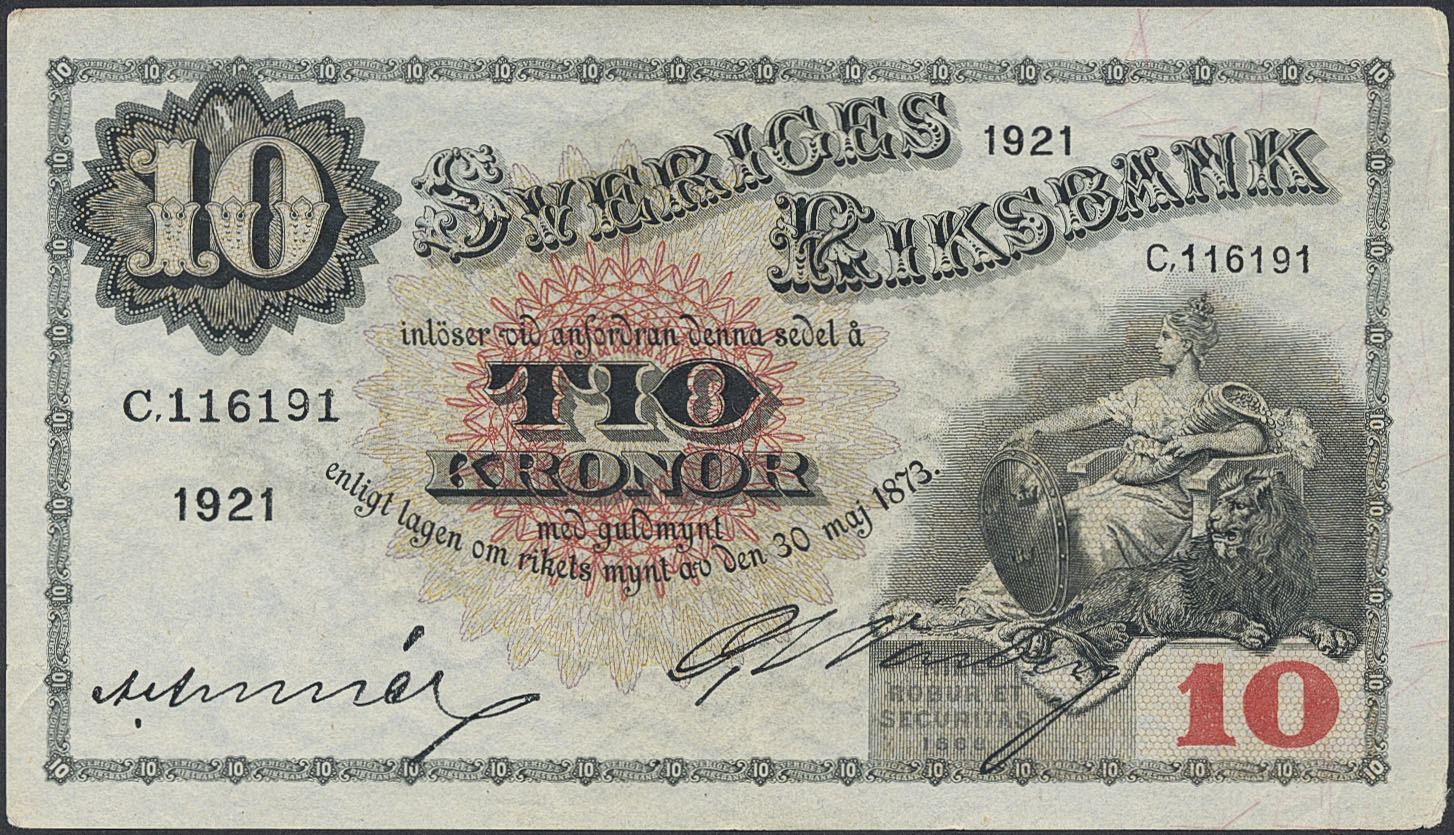 10
SVERIGES
1921
RIKSBANK
C,116191
inlöser vid anfordran denna sedel å
TIO
KRONOR
med guldmynt
enligt lagen om rikets mynt av den 30 maj 1873.
C,116191
1921
ROBUR ET
SECURITAS
10